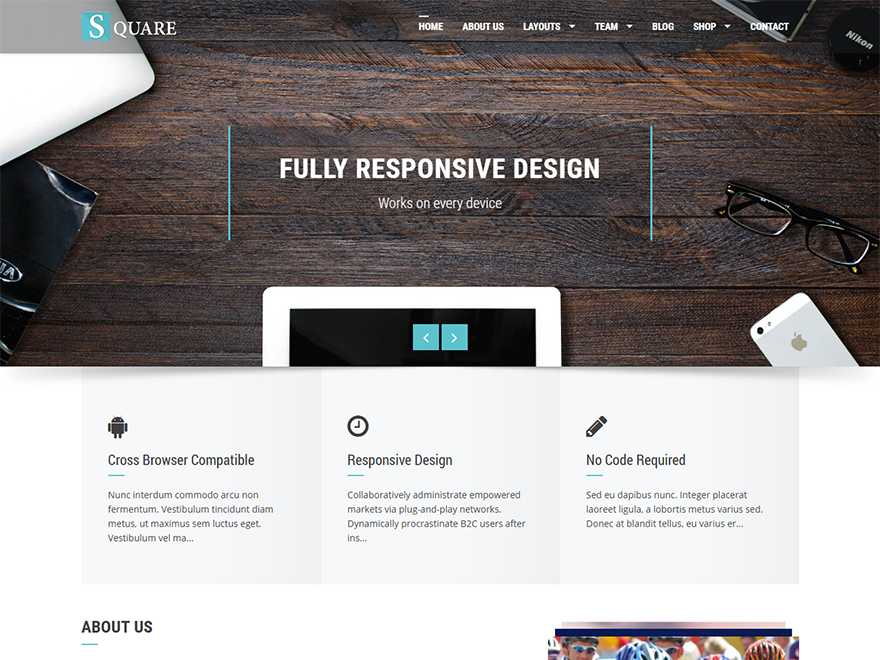 SQUARE
HOME ABOUT US LAYOUTS TEAM BLOG SHOP CONTACT
Nikon
FULLY RESPONSIVE DESIGN
Works on every device
KIA
Cross Browser Compatible
Nunc interdum commodo arcu non
fermentum. Vestibulum tincidunt diam
metus, ut maximus sem luctus eget.
Vestibulum vel ma...
Responsive Design
Collaboratively administrate empowered
markets via plug-and-play networks.
Dynamically procrastinate B2C users after
ins...
No Code Required
Sed eu dapibus nunc. Integer placerat
laoreet ligula, a lobortis metus varius sed.
Donec at blandit tellus, eu varius er...
ABOUT US